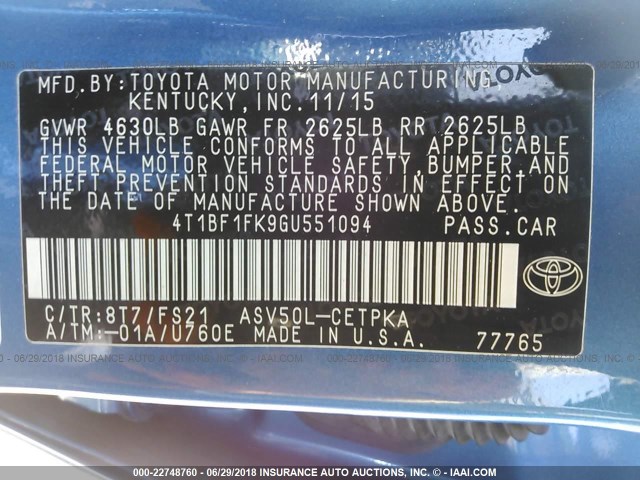 MFD.BY:TOYOTA MOTOR MANUFACTURING
KENTUCKY,INC.11/15
GVWR 4630LB GAWR FR 2625LB RR 2625LB
THIS VEHICLE CONFORMS TO ALL APPLICABLE
FEDERAL MOTOR VEHICLE SAFETY,BUMPER,AND
THEFT PREVENTION STANDARDS IN EFFECT ON
THE DATE OF MANUFACTURE SHOWN ABOVE.
4T1BF1FK9GU551094 PASS.CAR
C/TR:8T7/FS21 ASV50L-CETPKA
A/TM:-01A/U760E MADE IN U.S.A. 77765
TOYOTA
000-22748760 - 06/29/2018 INSURANCE AUTO AUCTIONS INC. - © - IAAI.COM